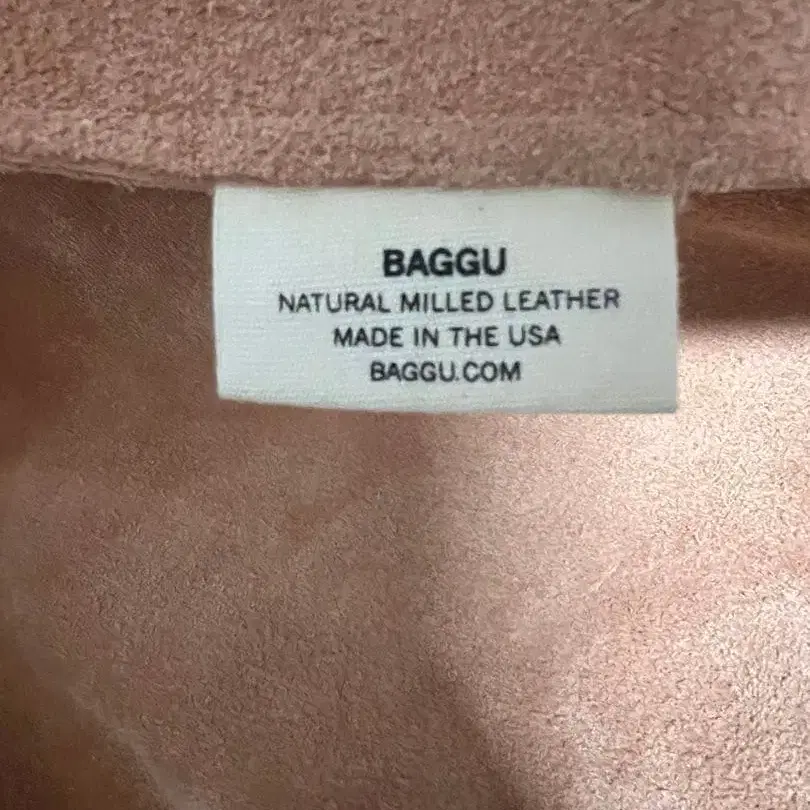 BAGGU
NATURAL MILLED LEATHER
MADE IN THE USA
BAGGU.COM